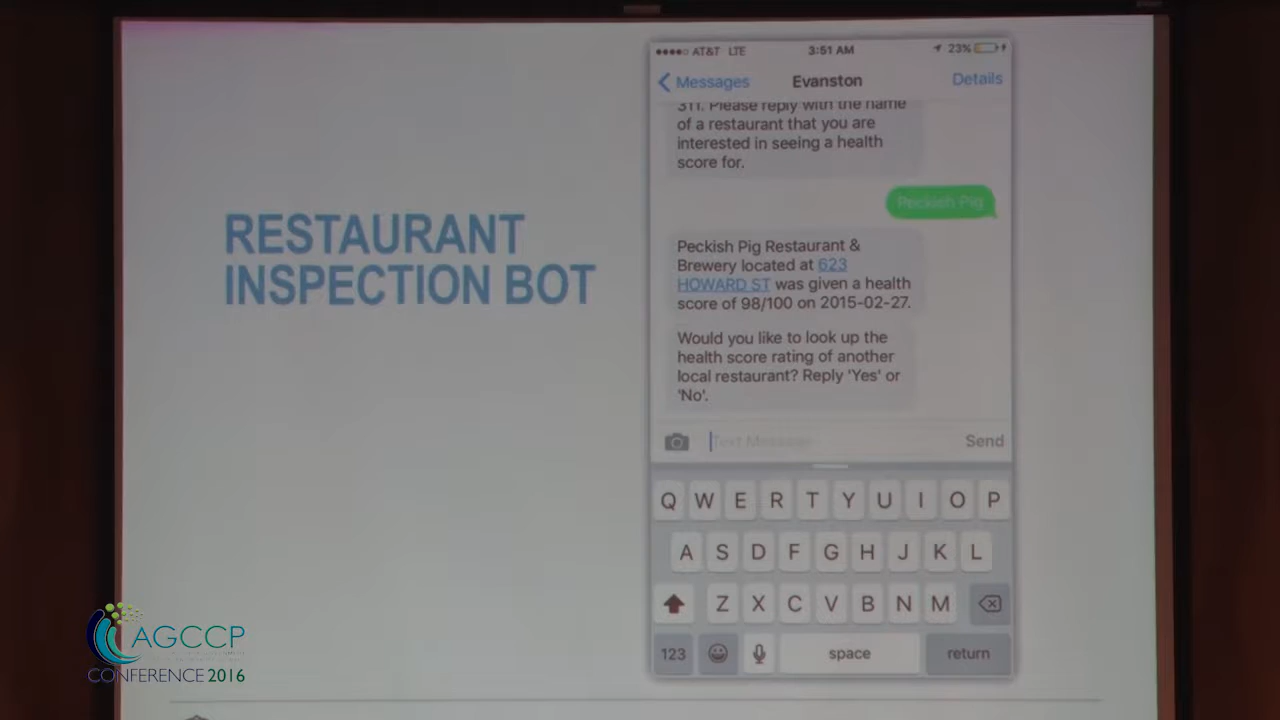 RESTAURANT
INSPECTION BOT
AT&T LTE
3:51 AM
23%
Messages
Evanston
Details
311. Please reply with the name
of a restaurant that you are
interested in seeing a health
score for.
Peckish Pig
Peckish Pig Restaurant &
Brewery located at 623
HOWARD ST was given a health
score of 98/100 on 2015-02-27.
Would you like to look up the
health score rating of another
local restaurant? Reply 'Yes' or
'No'.
Text Message
Send
Q W E R T Y U I O P
A S D F G H J K L
Z X C V B N M
123
space
return
AGCCP
CONFERENCE 2016